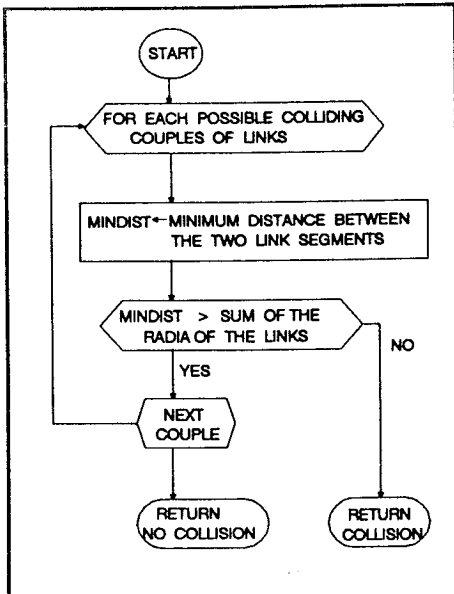 START
FOR EACH POSSIBLE COLLIDING
COUPLES OF LINKS
MINDIST←MINIMUM DISTANCE BETWEEN
THE TWO LINK SEGMENTS
MINDIST > SUM OF THE
RADIA OF THE LINKS
NO
YES
NEXT
COUPLE
RETURN
NO COLLISION
RETURN
COLLISION